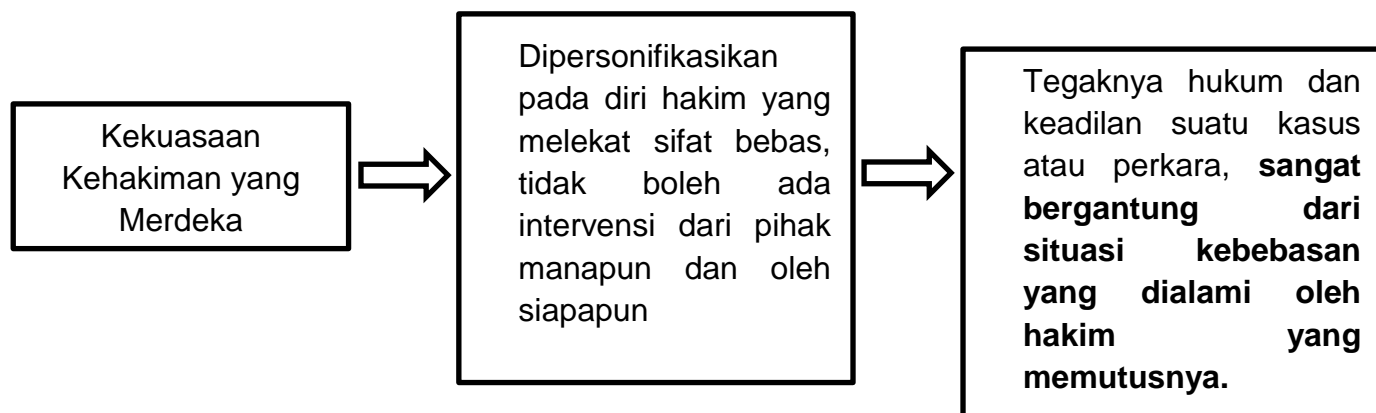 Kekuasaan
Kehakiman yang
Merdeka
Dipersonifikasikan
pada diri hakim yang
melekat sifat bebas,
tidak boleh ada
intervensi dari pihak
manapun dan oleh
siapapun
Tegaknya hukum dan
keadilan suatu kasus
atau perkara, sangat
bergantung dari
situasi kebebasan
yang dialami oleh
hakim yang
memutusnya.